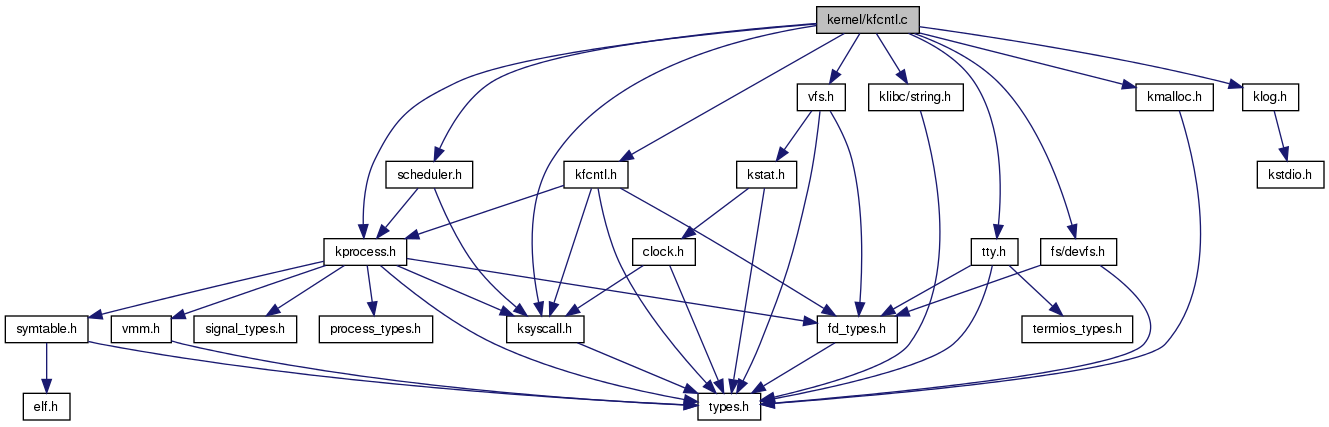 kernel/kfcntl.c
vfs.h
klibc/string.h
kmalloc.h
klog.h
scheduler.h
kfcntl.h
kstat.h
kstdio.h
kprocess.h
clock.h
tty.h
fs/devfs.h
symtable.h
vmm.h
signal_types.h
process_types.h
ksyscall.h
fd_types.h
termios_types.h
elf.h
types.h